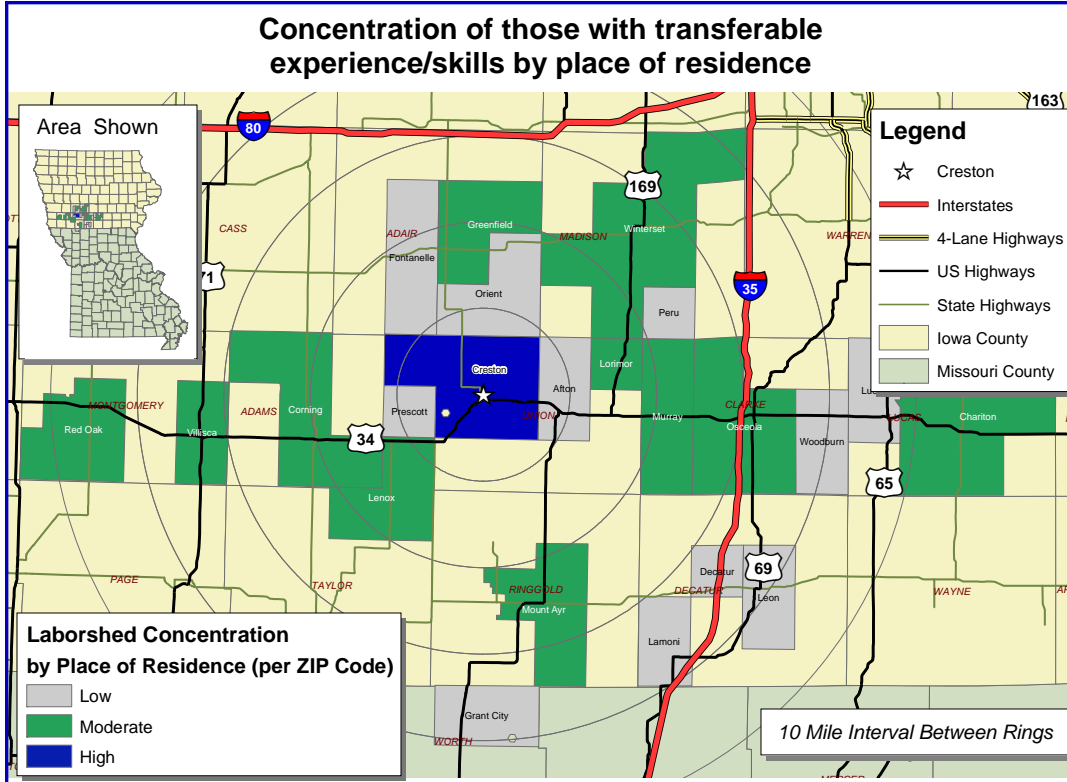 Concentration of those with transferable
experience/skills by place of residence
Area Shown
80
163
169
71
35
34
65
69
Legend
Creston
Interstates
4-Lane Highways
US Highways
State Highways
Iowa County
Missouri County
CASS
ADAIR
MADISON
WARREN
Greenfield
Winterset
Fontanelle
Orient
Peru
Creston
Lorimor
Afton
Prescott
UNION
Murray
CLARKE
Osceola
Woodburn
Lu
LUCAS
Chariton
MONTGOMERY
ADAMS
Red Oak
Villisca
Corning
Lenox
PAGE
TAYLOR
RINGGOLD
Mount Ayr
Decatur
DECATUR
Leon
Lamoni
WAYNE
Grant City
WORTH
Laborshed Concentration
by Place of Residence (per ZIP Code)
Low
Moderate
High
10 Mile Interval Between Rings